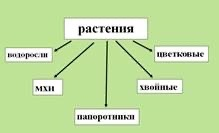 растения
водоросли
цветковые
мхи
хвойные
папоротники